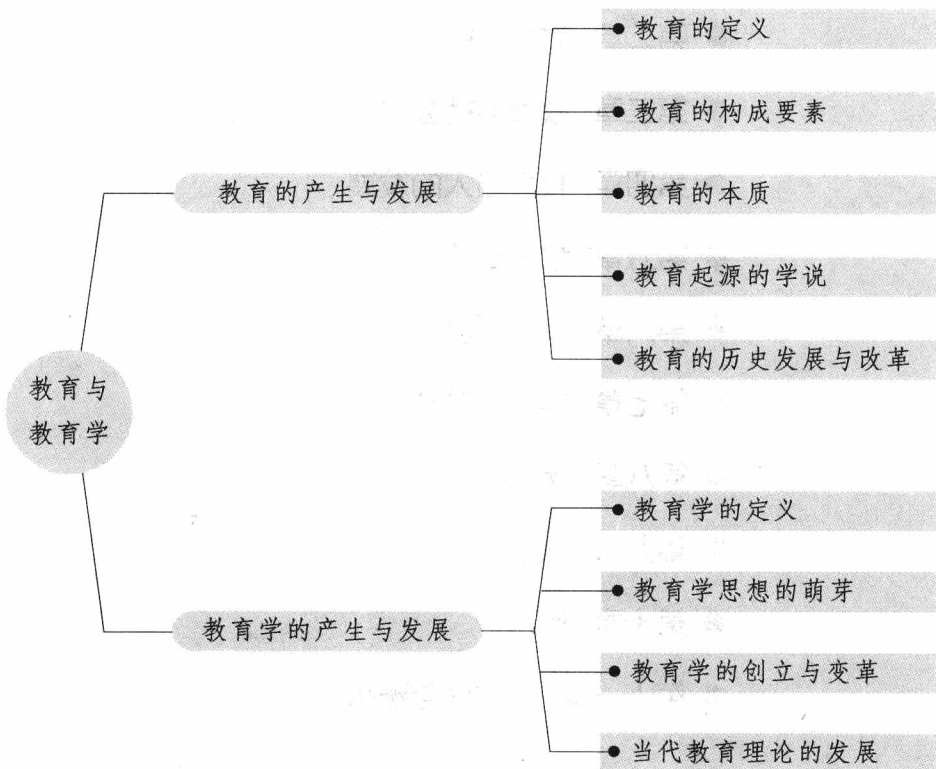 教育与
教育学
教育的产生与发展
教育的定义
教育的构成要素
教育的本质
教育起源的学说
教育的历史发展与改革
教育学的产生与发展
教育学的定义
教育学思想的萌芽
教育学的创立与变革
当代教育理论的发展